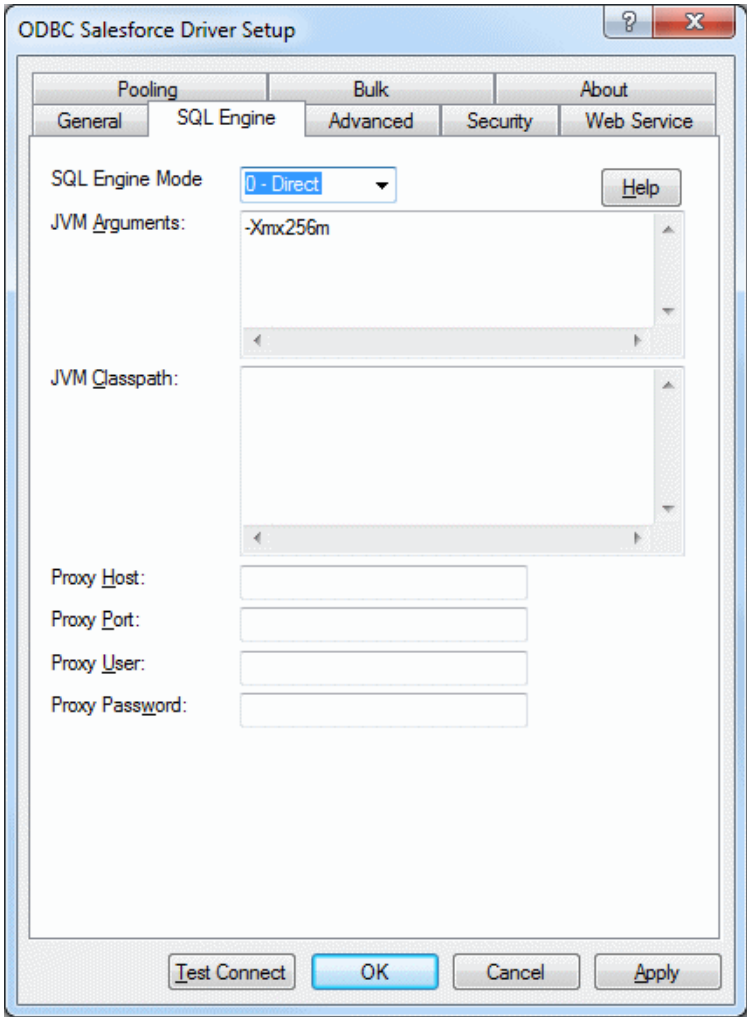 ODBC Salesforce Driver Setup
?
X
Pooling Bulk About
General SQL Engine Advanced Security Web Service
SQL Engine Mode 0 - Direct Help
JVM Arguments: -Xmx256m
JVM Classpath:
Proxy Host:
Proxy Port:
Proxy User:
Proxy Password:
Test Connect OK Cancel Apply